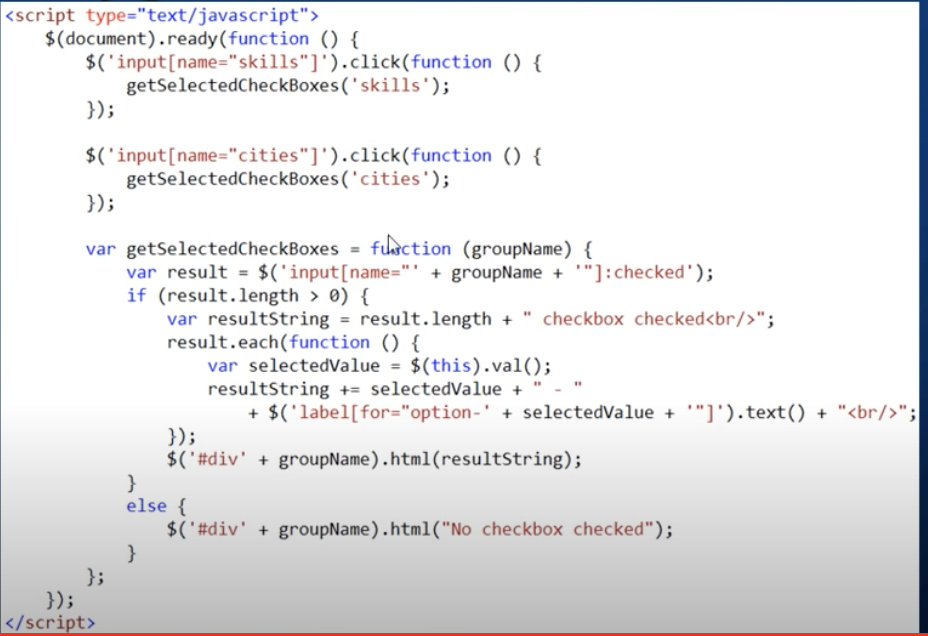 <script type="text/javascript">
    $(document).ready(function () {
        $('input[name="skills"]').click(function () {
            getSelectedCheckBoxes('skills');
        });

        $('input[name="cities"]').click(function () {
            getSelectedCheckBoxes('cities');
        });

        var getSelectedCheckBoxes = function (groupName) {
            var result = $('input[name="' + groupName + '"]:checked');
            if (result.length > 0) {
                var resultString = result.length + " checkbox checked<br/>";
                result.each(function () {
                    var selectedValue = $(this).val();
                    resultString += selectedValue + " - "
                        + $('label[for="option-' + selectedValue + '"]').text() + "<br/>";
                });
                $('#div' + groupName).html(resultString);
            }
            else {
                $('#div' + groupName).html("No checkbox checked");
            }
        };
    });
</script>